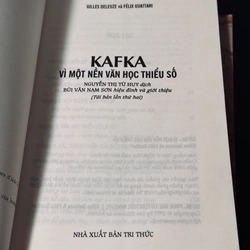 GILLES DELEUZE và FÉLIX GUATTARI
KAFKA
VÌ MỘT NỀN VĂN HỌC THIỂU SỐ
NGUYỄN THỊ TỪ HUY dịch
BÙI VĂN NAM SƠN hiệu đính và giới thiệu
(Tái bản lần thứ hai)
NHÀ XUẤT BẢN TRI THỨC